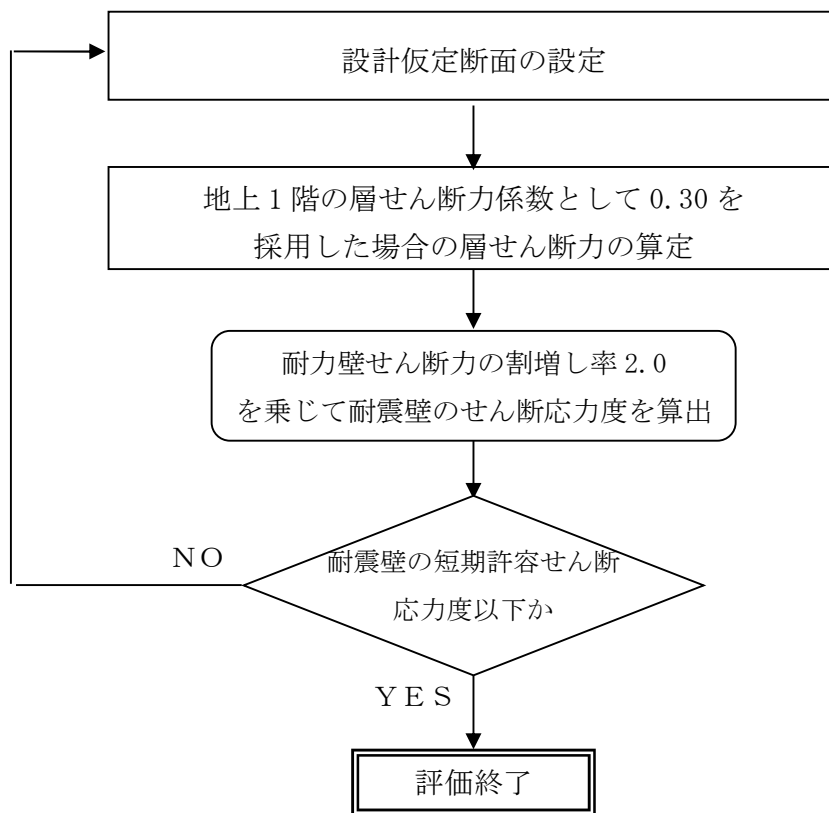 設計仮定断面の設定
地上1階の層せん断力係数として0.30を
採用した場合の層せん断力の算定
耐力壁せん断力の割増し率2.0
を乗じて耐震壁のせん断応力度を算出
NO
耐震壁の短期許容せん断
応力度以下か
YES
評価終了